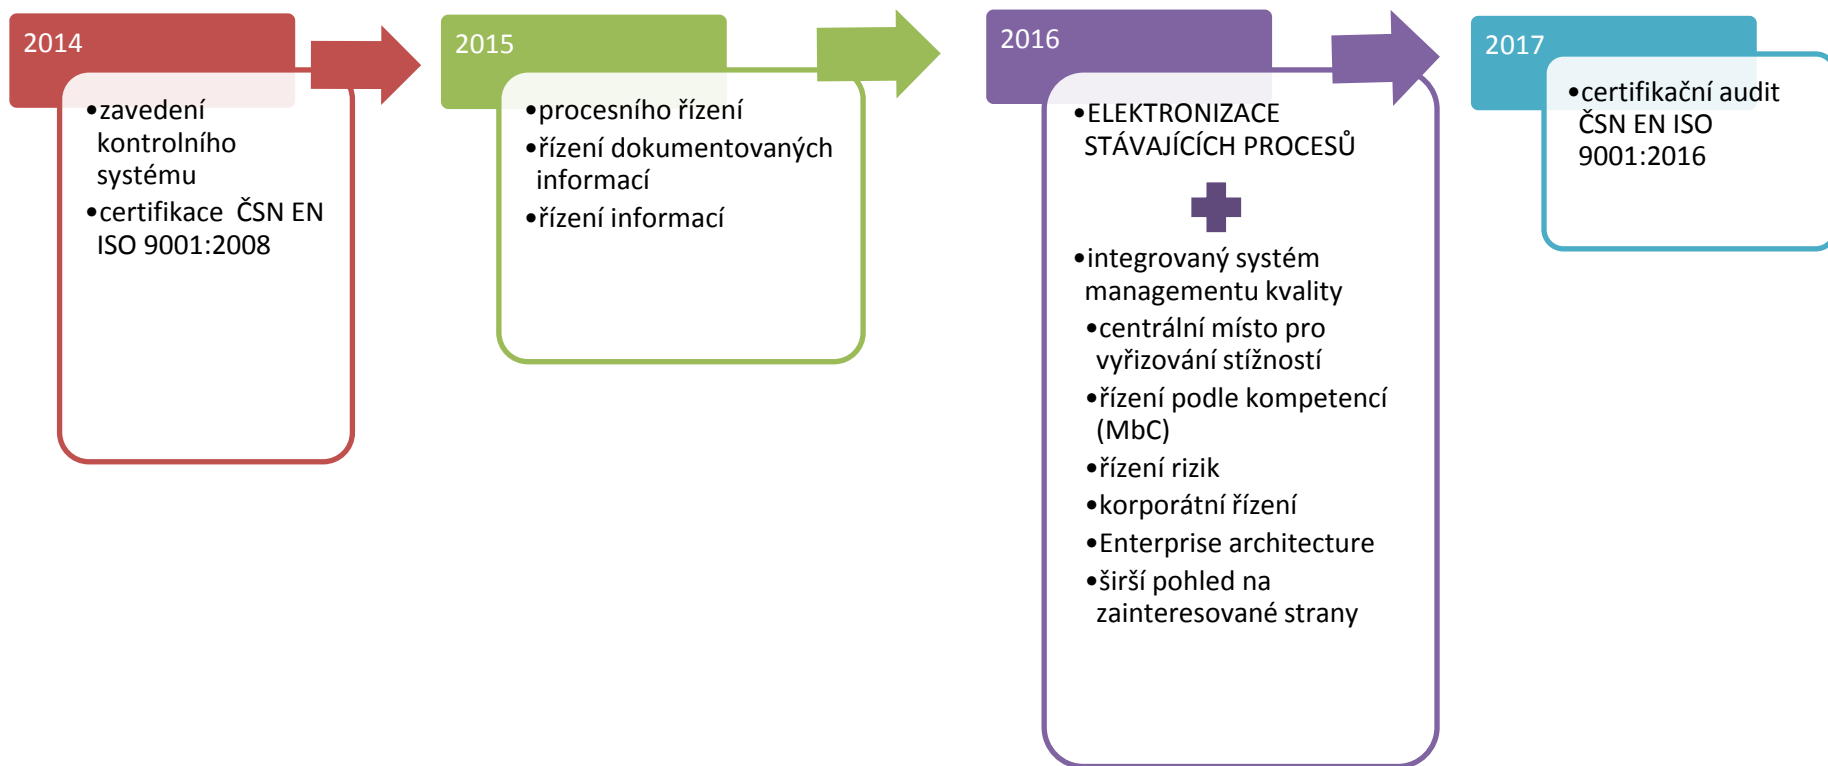 2014
•zavedení
kontrolního
systému
•certifikace ČSN EN
ISO 9001:2008
2015
•procesního řízení
•řízení dokumentovaných
informací
•řízení informací
2016
•ELEKTRONIZACE
STÁVAJÍCÍCH PROCESŮ
•integrovaný systém
managementu kvality
•centrální místo pro
vyřizování stížností
•řízení podle kompetencí
(MbC)
•řízení rizik
•korporátní řízení
•Enterprise architecture
•širší pohled na
zainteresované strany
2017
•certifikační audit
ČSN EN ISO
9001:2016